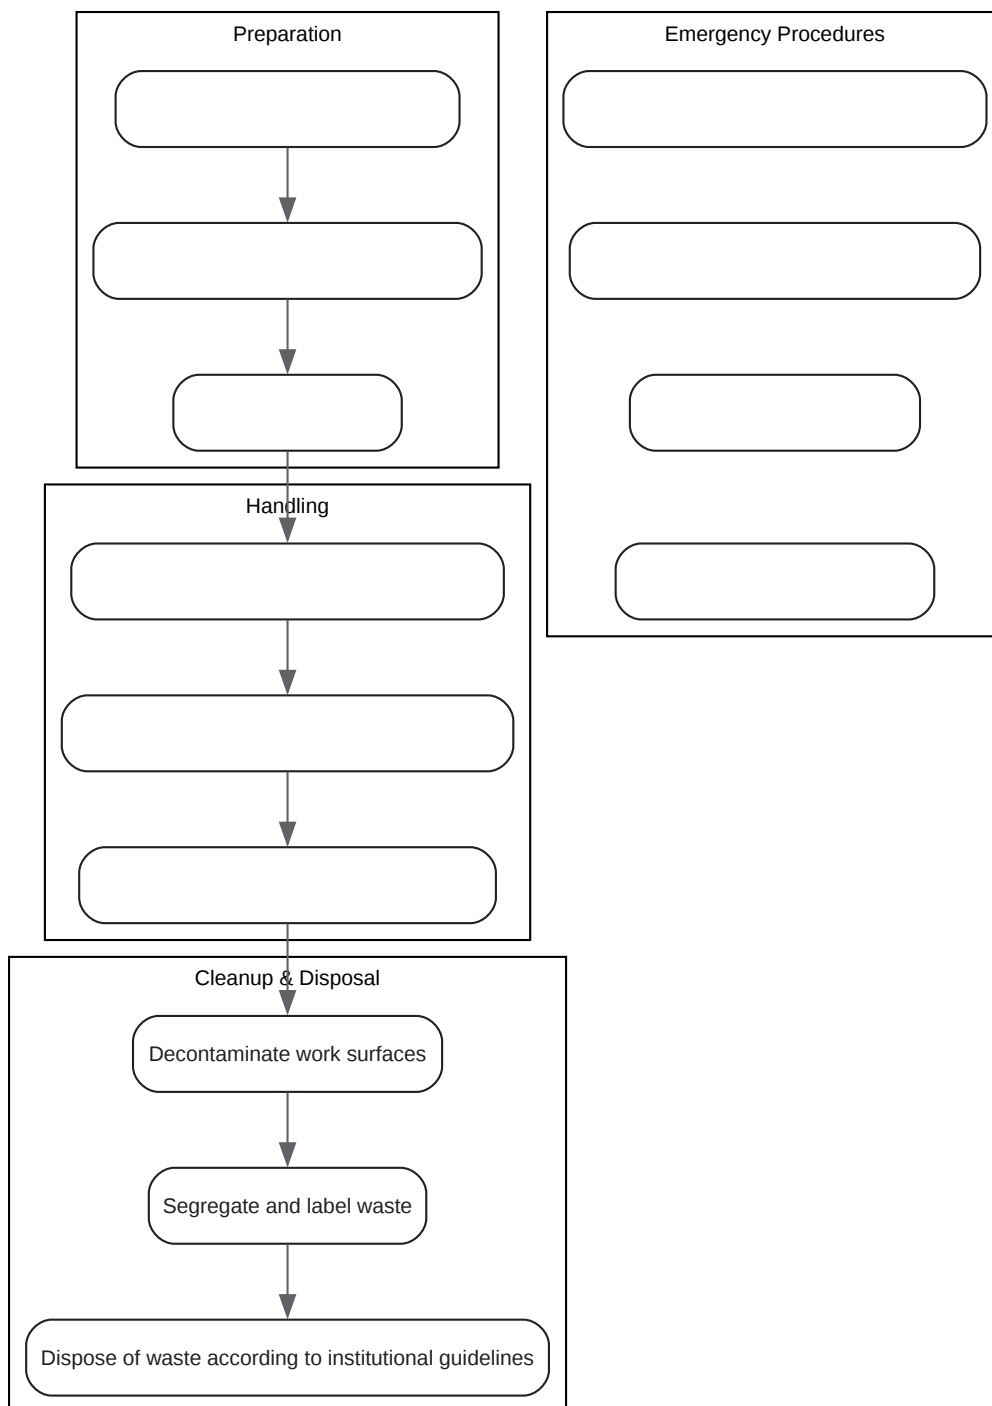 Preparation
Emergency Procedures
Handling
Cleanup & Disposal
Decontaminate work surfaces
Segregate and label waste
Dispose of waste according to institutional guidelines